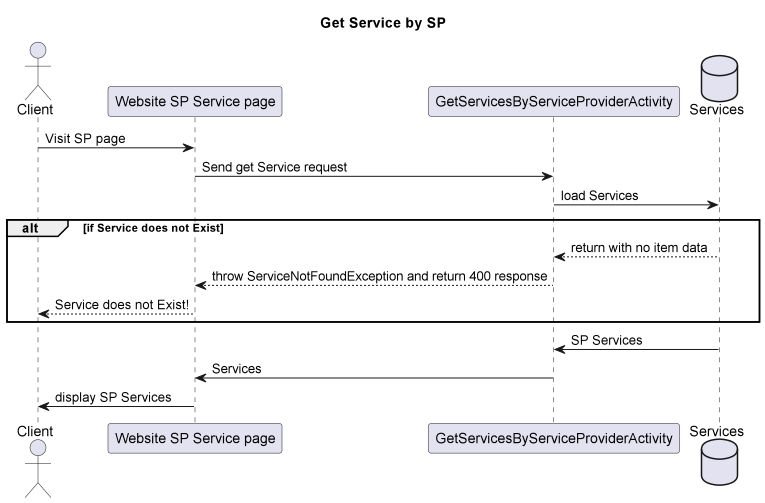 Get Service by SP
Client
Website SP Service page
GetServicesByServiceProviderActivity
Services
Visit SP page
Send get Service request
load Services
alt
[if Service does not Exist]
return with no item data
throw ServiceNotFoundException and return 400 response
Service does not Exist!
SP Services
Services
display SP Services
Client
Website SP Service page
GetServicesByServiceProviderActivity
Services